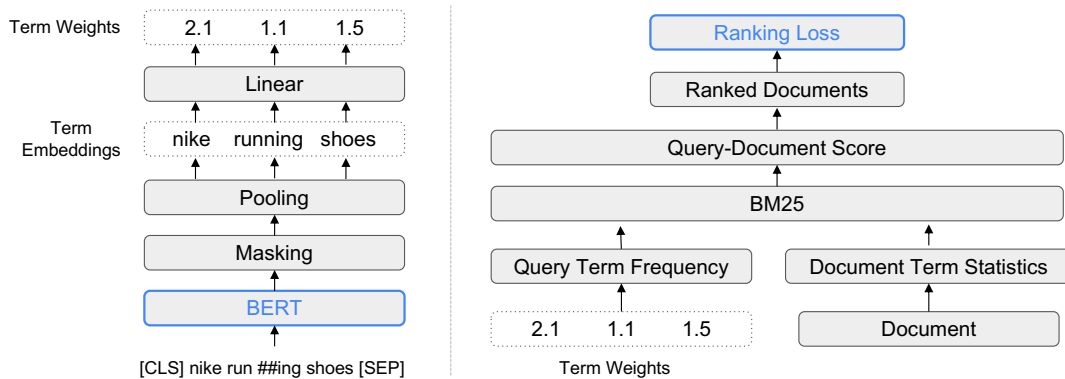 Term Weights
2.1 1.1 1.5
Linear
Term
Embeddings
nike running shoes
Pooling
Masking
BERT
[CLS] nike run ##ing shoes [SEP]
Ranking Loss
Ranked Documents
Query-Document Score
BM25
Query Term Frequency
Document Term Statistics
2.1 1.1 1.5
Document
Term Weights